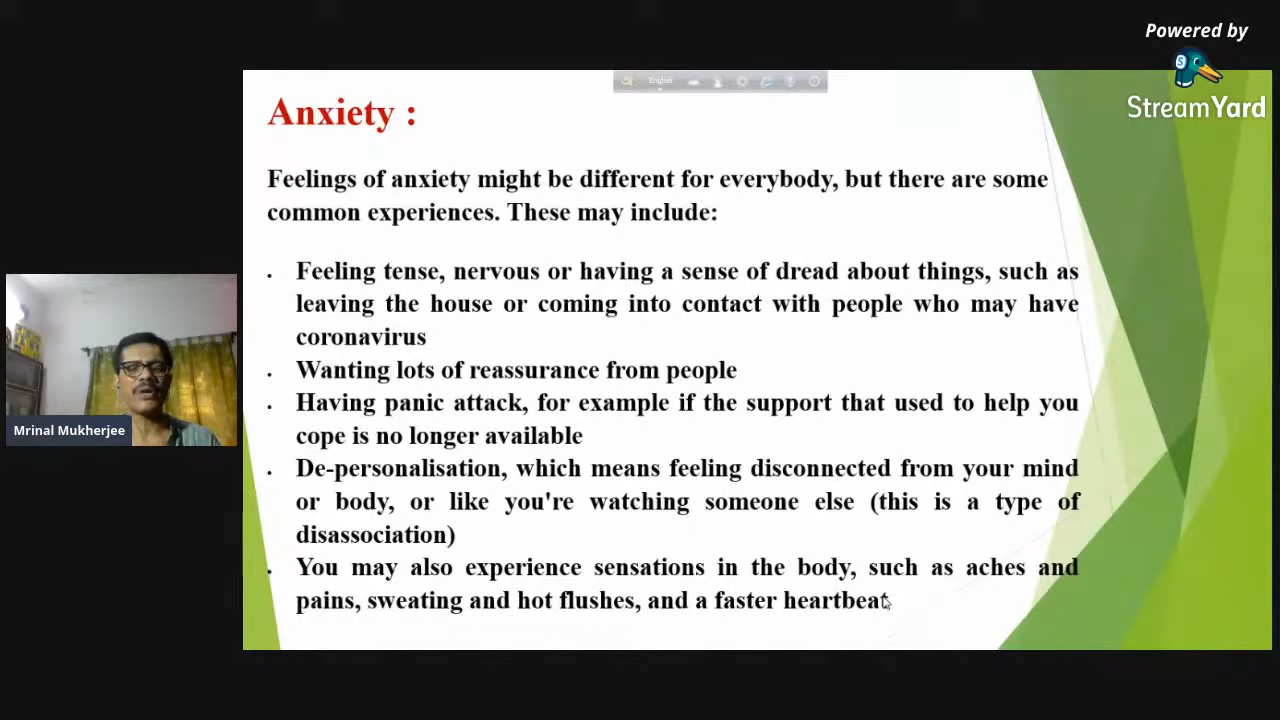 Powered by
StreamYard
English
Anxiety :
Feelings of anxiety might be different for everybody, but there are some
common experiences. These may include:
• Feeling tense, nervous or having a sense of dread about things, such as
leaving the house or coming into contact with people who may have
coronavirus
• Wanting lots of reassurance from people
• Having panic attack, for example if the support that used to help you
cope is no longer available
• De-personalisation, which means feeling disconnected from your mind
or body, or like you're watching someone else (this is a type of
disassociation)
• You may also experience sensations in the body, such as aches and
pains, sweating and hot flushes, and a faster heartbeat
Mrinal Mukherjee